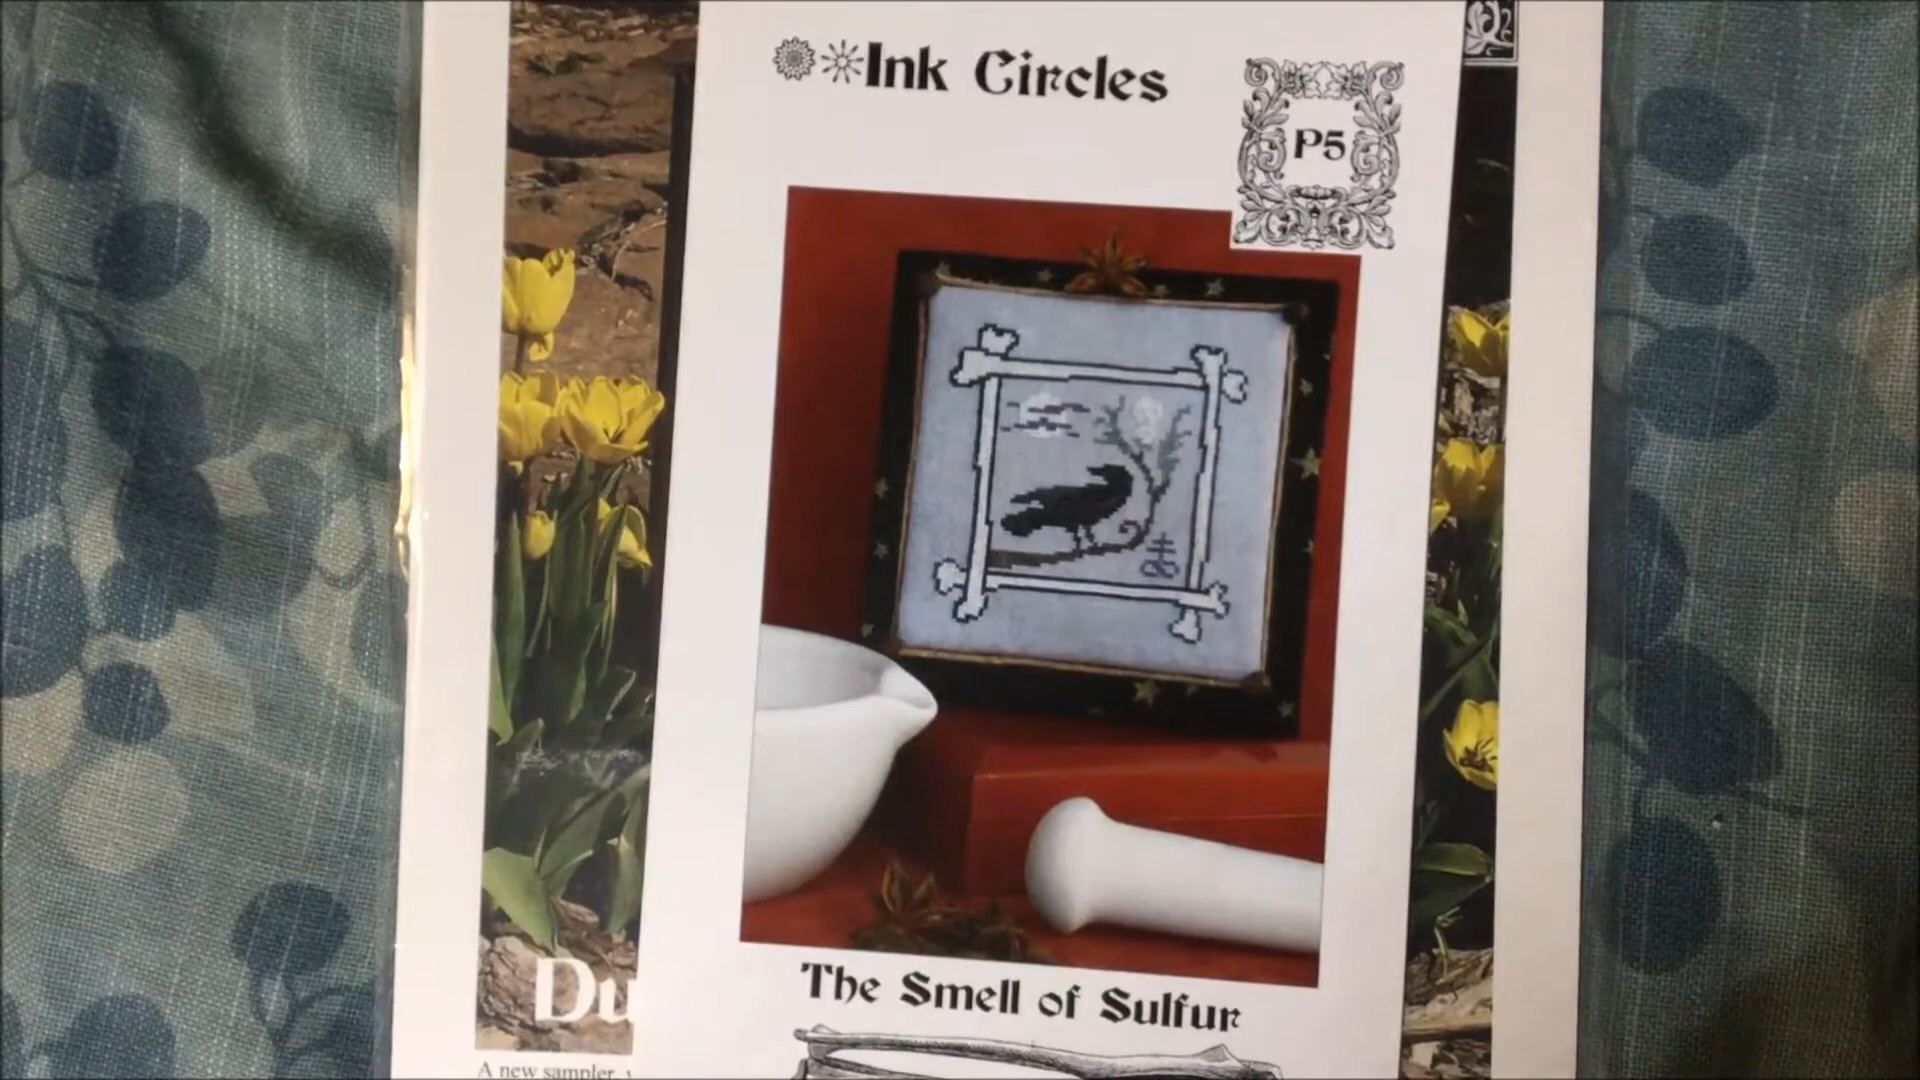 Ink Circles
P5
The Smell of Sulfur
Du
A new sampler,